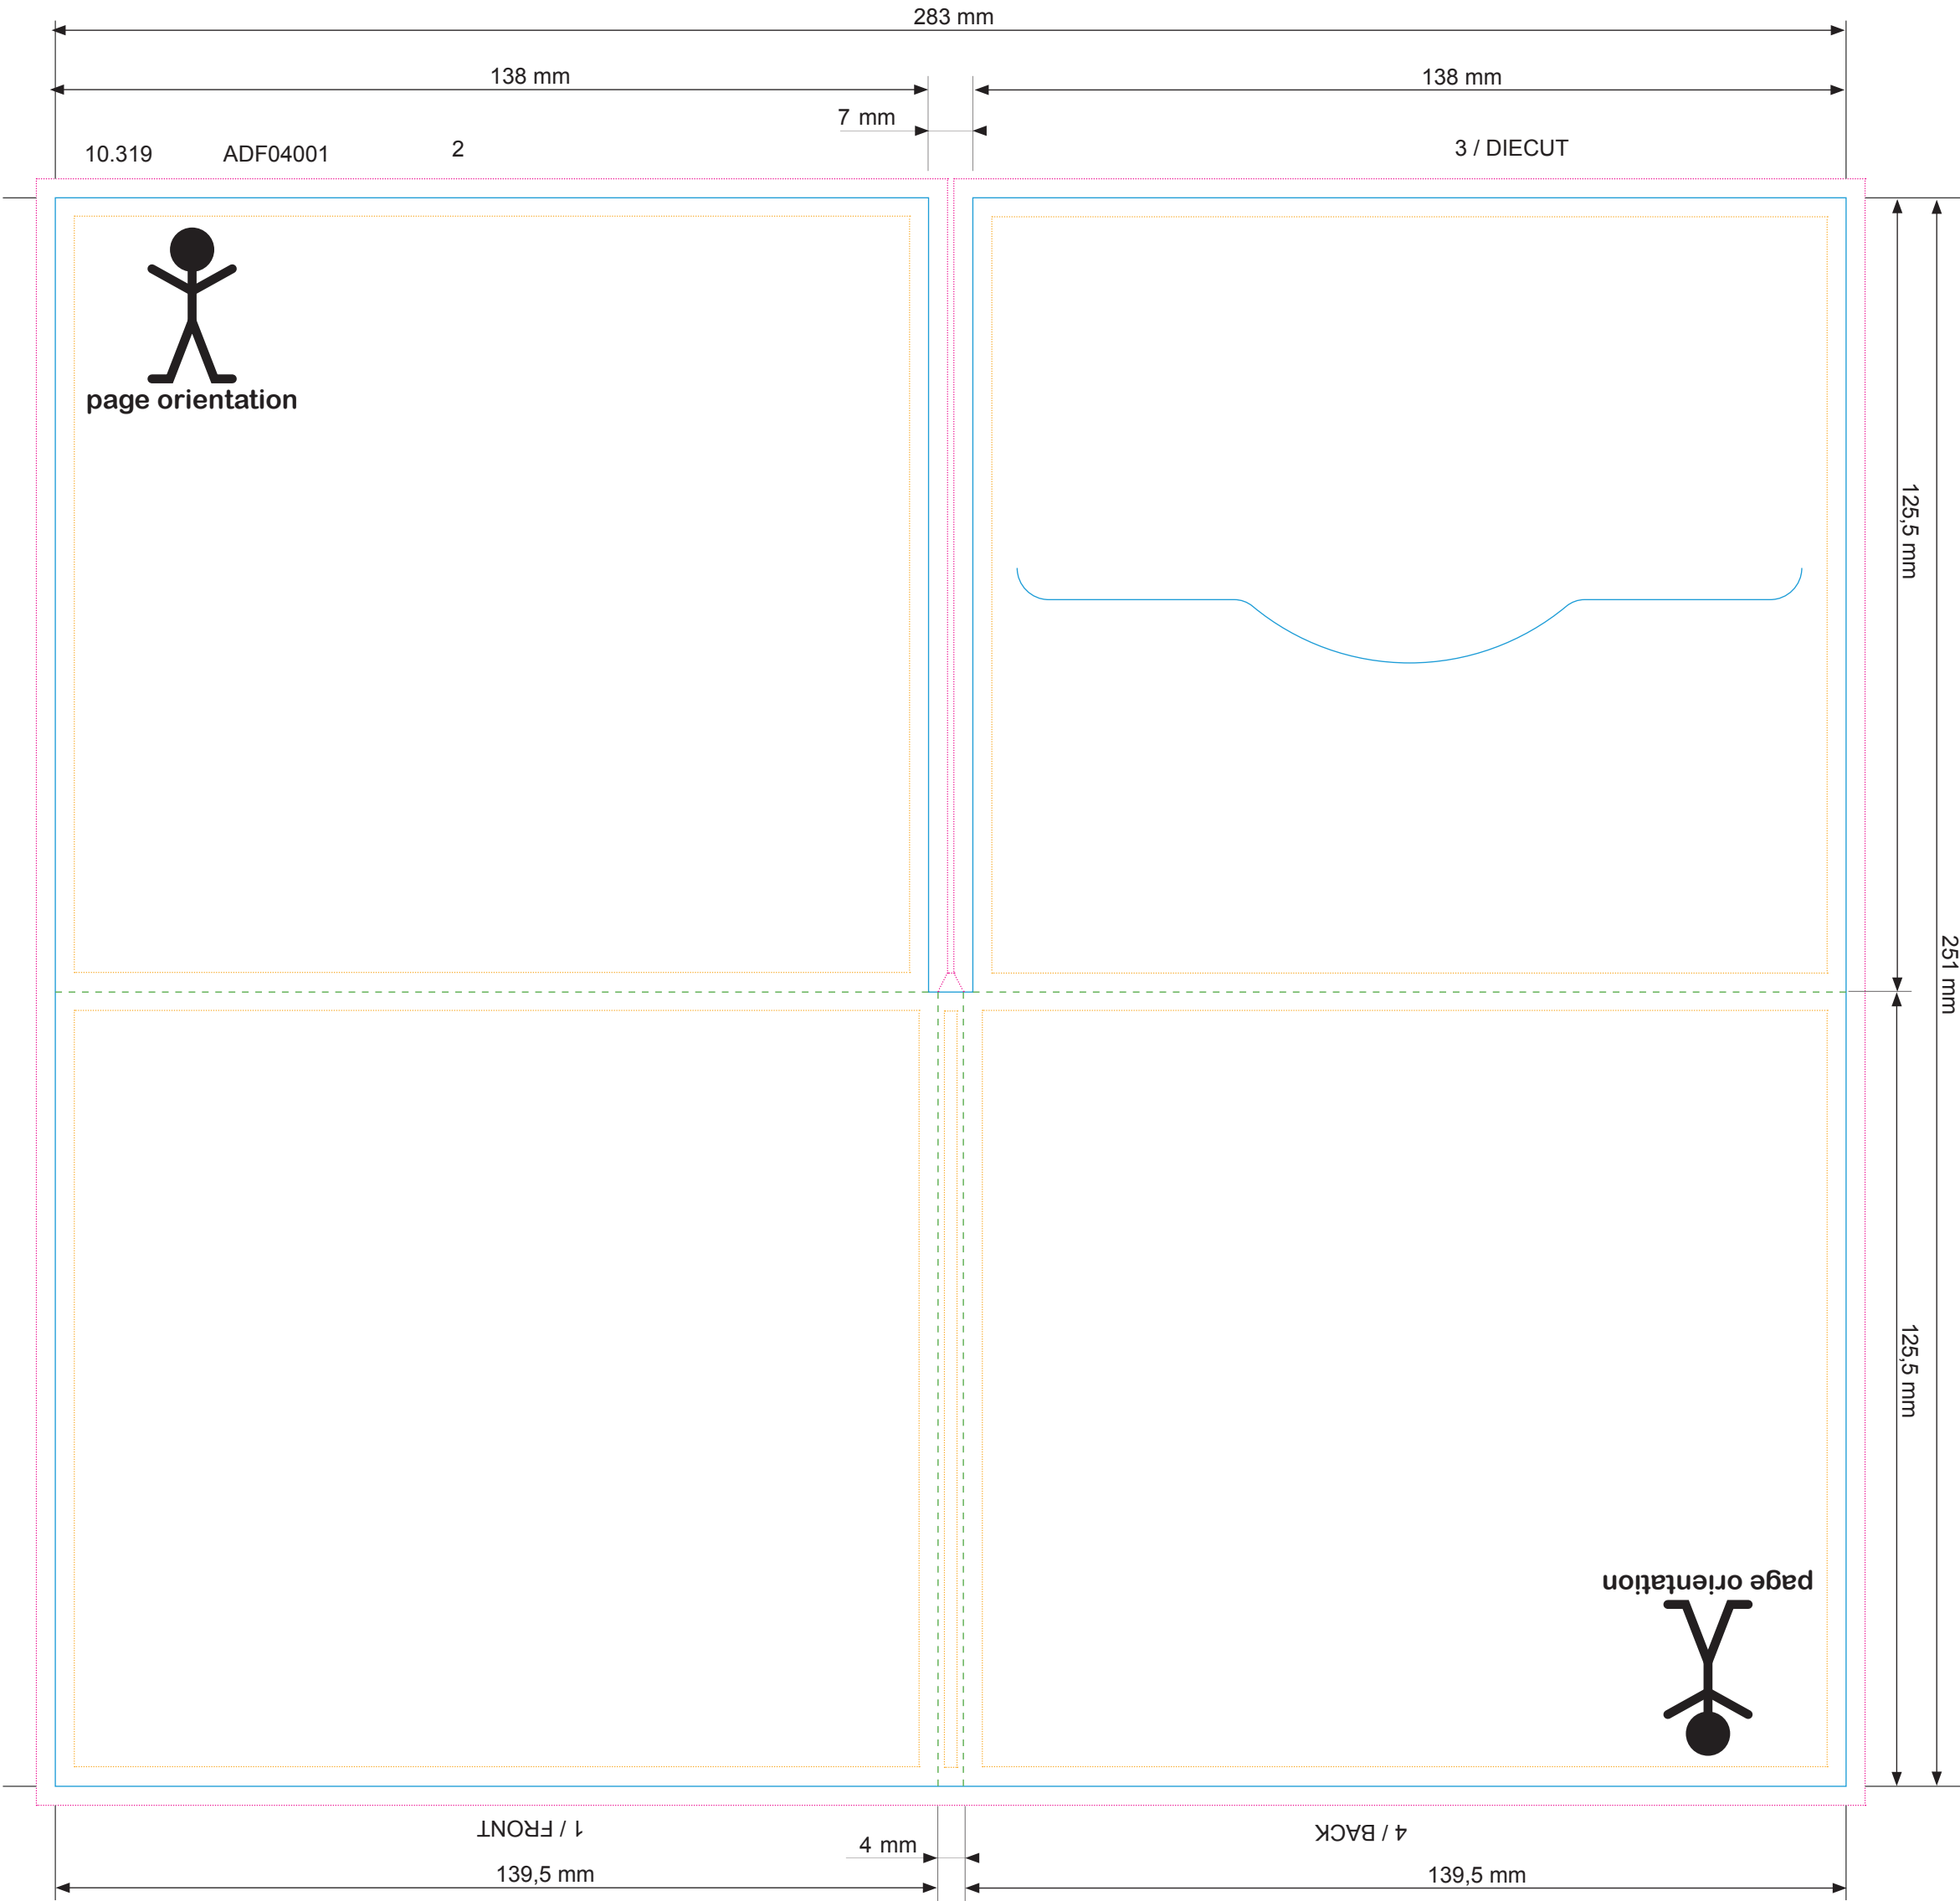 283 mm
138 mm
138 mm
7 mm
10.319 ADF04001 2
3 / DIECUT
page orientation
125,5 mm
251 mm
125,5 mm
page orientation
1 / FRONT
4 / BACK
4 mm
139,5 mm
139,5 mm